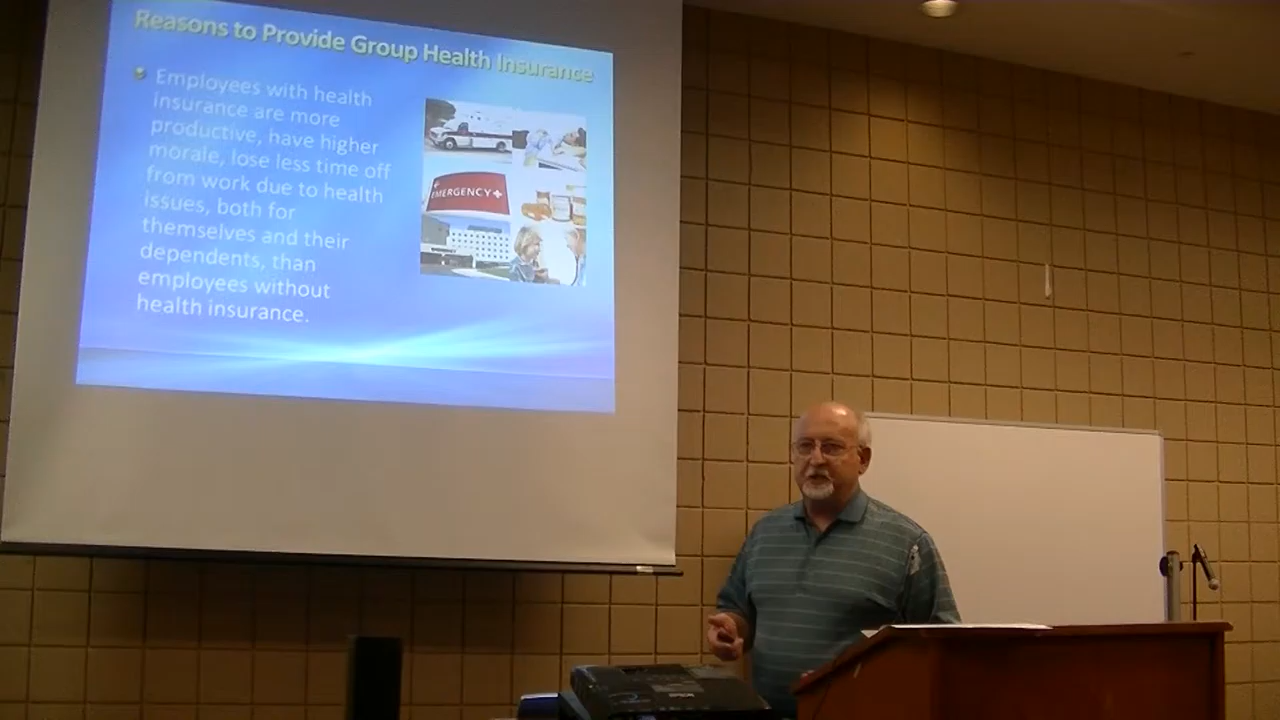 Reasons to Provide Group Health Insurance
Employees with health
insurance are more
productive, have higher
morale, lose less time off
from work due to health
issues, both for
themselves and their
dependents, than
employees without
health insurance.
EMERGENCY
EPSON